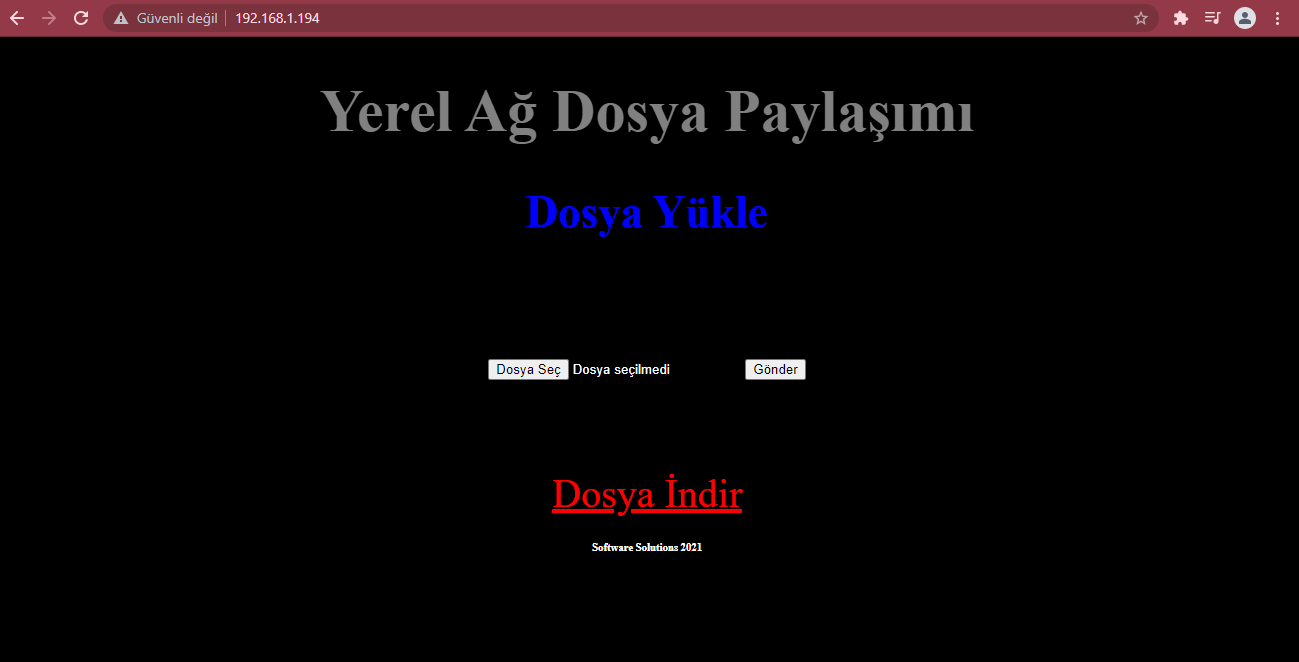 Güvenli değil 192.168.1.194
Yerel Ağ Dosya Paylaşımı
Dosya Yükle
Dosya Seç Dosya seçilmedi Gönder
Dosya İndir
Software Solutions 2021